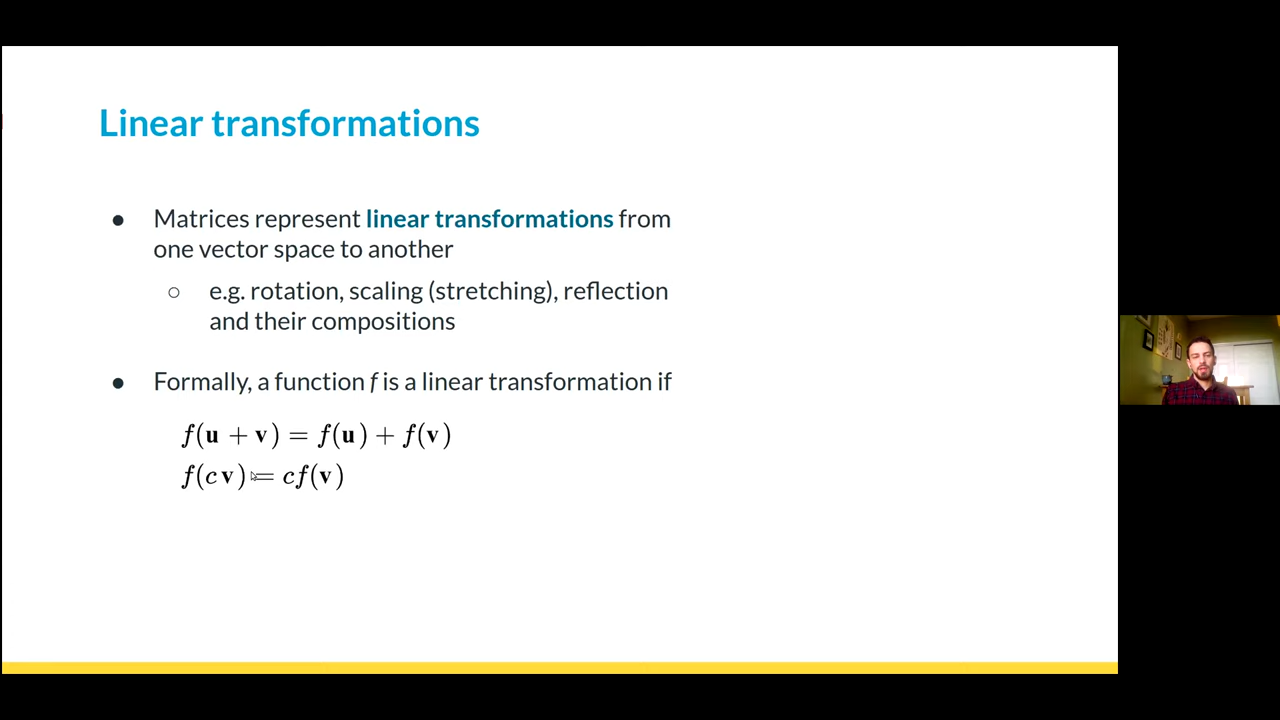 Linear transformations
● Matrices represent linear transformations from
one vector space to another
○ e.g. rotation, scaling (stretching), reflection
and their compositions
● Formally, a function f is a linear transformation if
f(u + v) = f(u) + f(v)
f(cv) = cf(v)